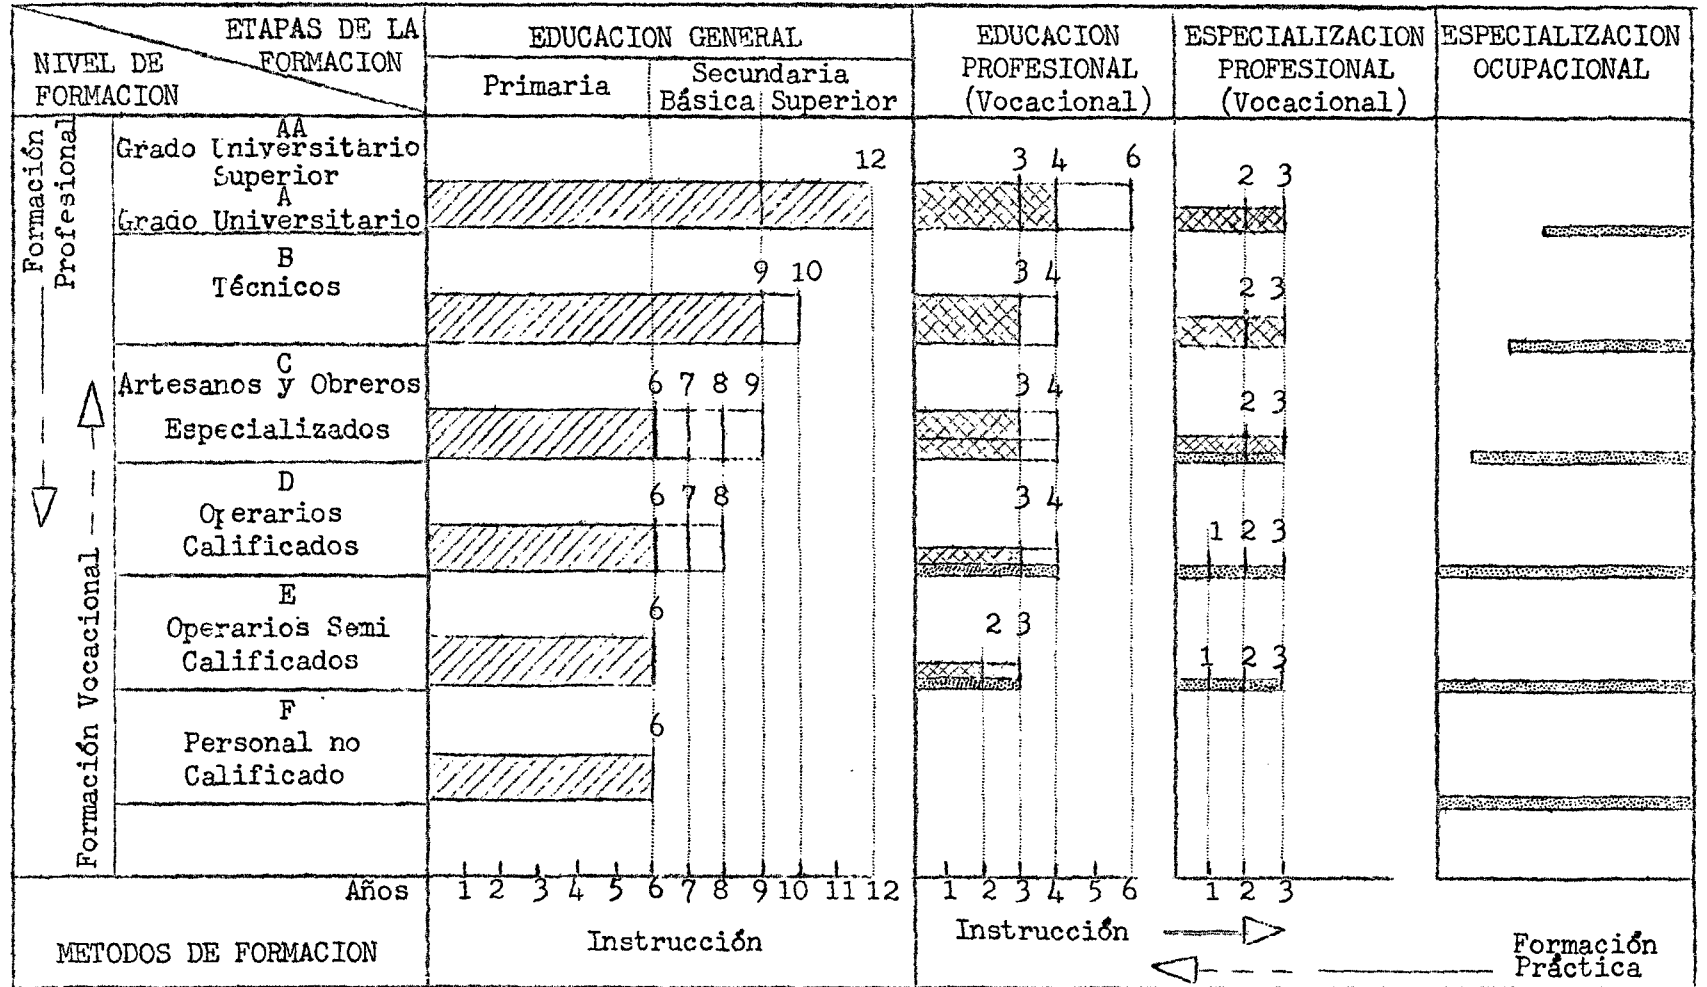 ETAPAS DE LA
FORMACION
NIVEL DE
FORMACION
EDUCACION GENERAL
Primaria
Secundaria
Básica Superior
EDUCACION
PROFESIONAL
(Vocacional)
ESPECIALIZACION
PROFESIONAL
(Vocacional)
ESPECIALIZACION
OCUPACIONAL
Formación
Profesional
Formación Vocacional
AA
Grado Universitario
Superior
A
Grado Universitario
12
3 4 6
2 3
B
Técnicos
9 10
3 4
2 3
C
Artesanos y Obreros
Especializados
6 7 8 9
3 4
2 3
D
Operarios
Calificados
6 7 8
3 4
1 2 3
E
Operarios Semi
Calificados
6
2 3
1 2 3
F
Personal no
Calificado
6
Años
1 2 3 4 5 6 7 8 9 10 11 12
1 2 3 4 5 6
1 2 3
METODOS DE FORMACION
Instrucción
Instrucción
Formación
Práctica